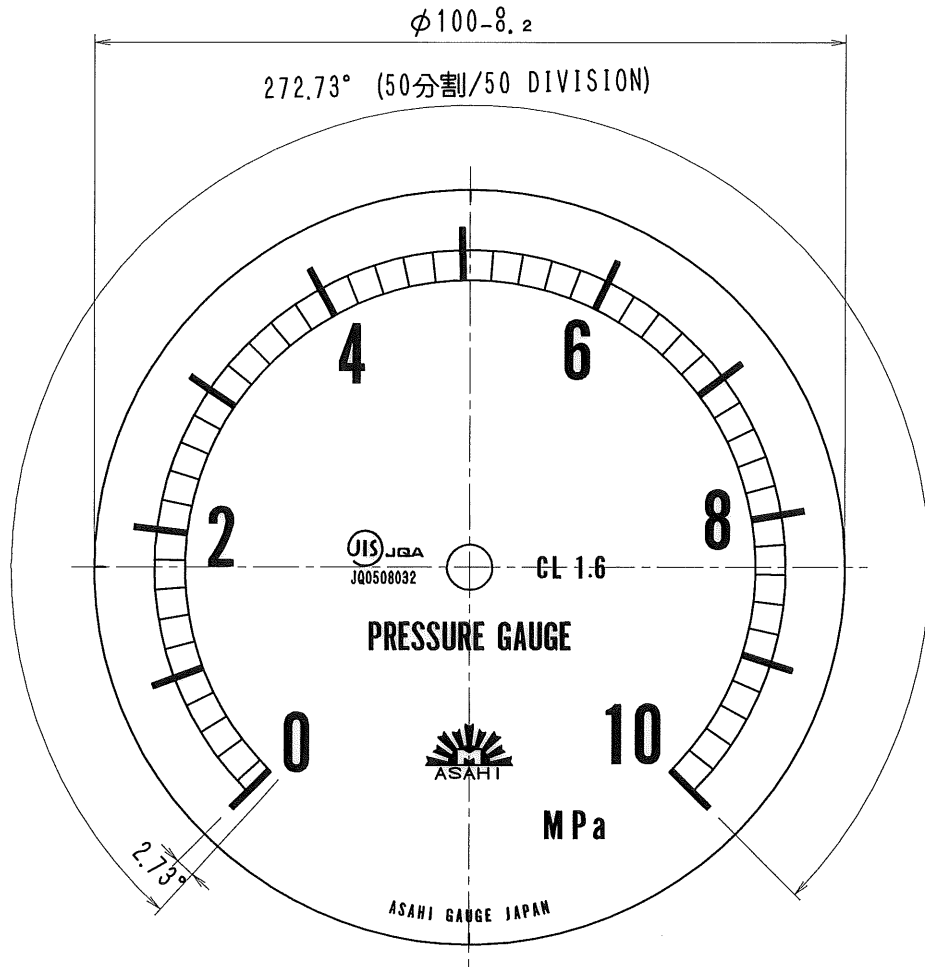 φ100-0 0.2
272.73° (50分割/50 DIVISION)
4
6
2
8
JIS JQA
JQ0508032
CL 1.6
PRESSURE GAUGE
0
10
ASAHI
MPa
2.73°
ASAHI GAUGE JAPAN